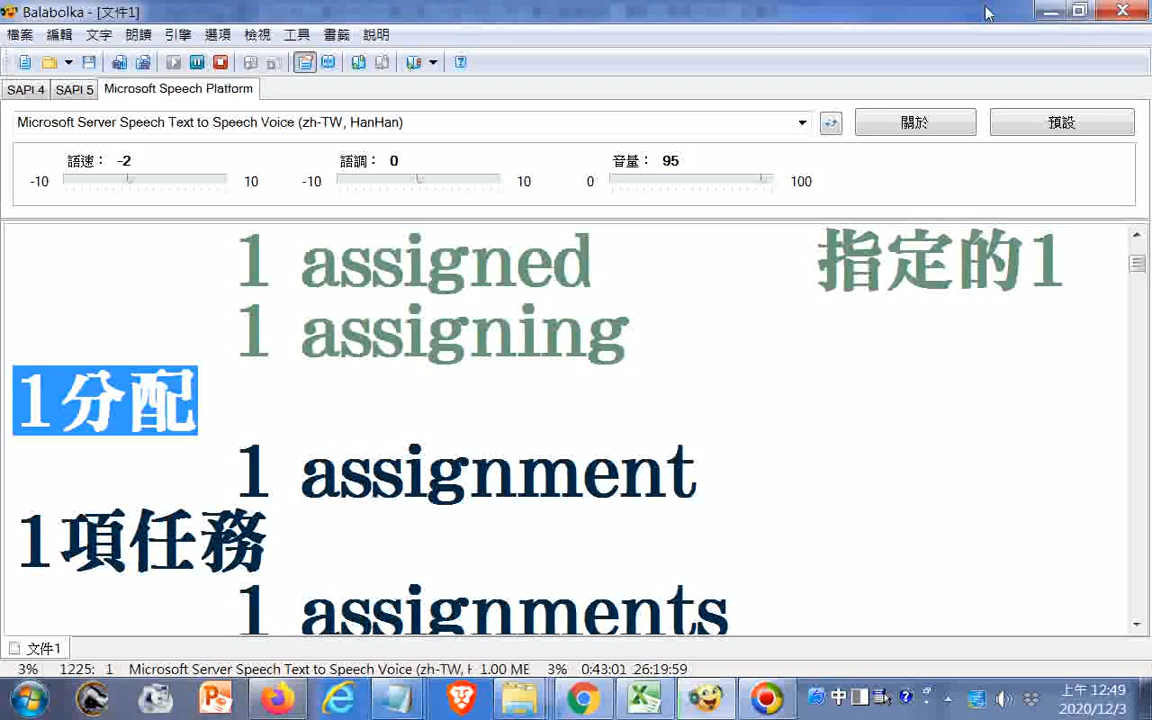 Balabolka - [文件1]
檔案 編輯 文字 朗讀 引擎 選項 檢視 工具 書籤 說明
SAPI 4 SAPI 5 Microsoft Speech Platform
Microsoft Server Speech Text to Speech Voice (zh-TW, HanHan) 關於 預設
語速： -2 語調： 0 音量： 95
-10 10 -10 10 0 100
1 assigned 指定的1
1 assigning
1分配
1 assignment
1項任務
1 assignments
文件1
3% 1225: 1 Microsoft Server Speech Text to Speech Voice (zh-TW, 1.00 ME 3% 0:43:01 26:19:59
中 上午 12:49
2020/12/3